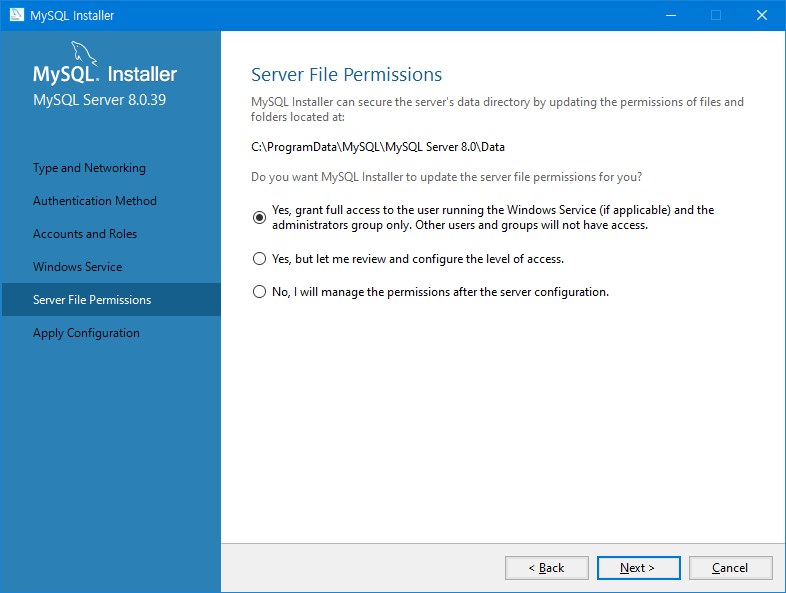 MySQL Installer
MySQL. Installer
MySQL Server 8.0.39
Type and Networking
Authentication Method
Accounts and Roles
Windows Service
Server File Permissions
Apply Configuration
Server File Permissions
MySQL Installer can secure the server's data directory by updating the permissions of files and
folders located at:
C:\ProgramData\MySQL\MySQL Server 8.0\Data
Do you want MySQL Installer to update the server file permissions for you?
Yes, grant full access to the user running the Windows Service (if applicable) and the
administrators group only. Other users and groups will not have access.
Yes, but let me review and configure the level of access.
No, I will manage the permissions after the server configuration.
< Back
Next >
Cancel